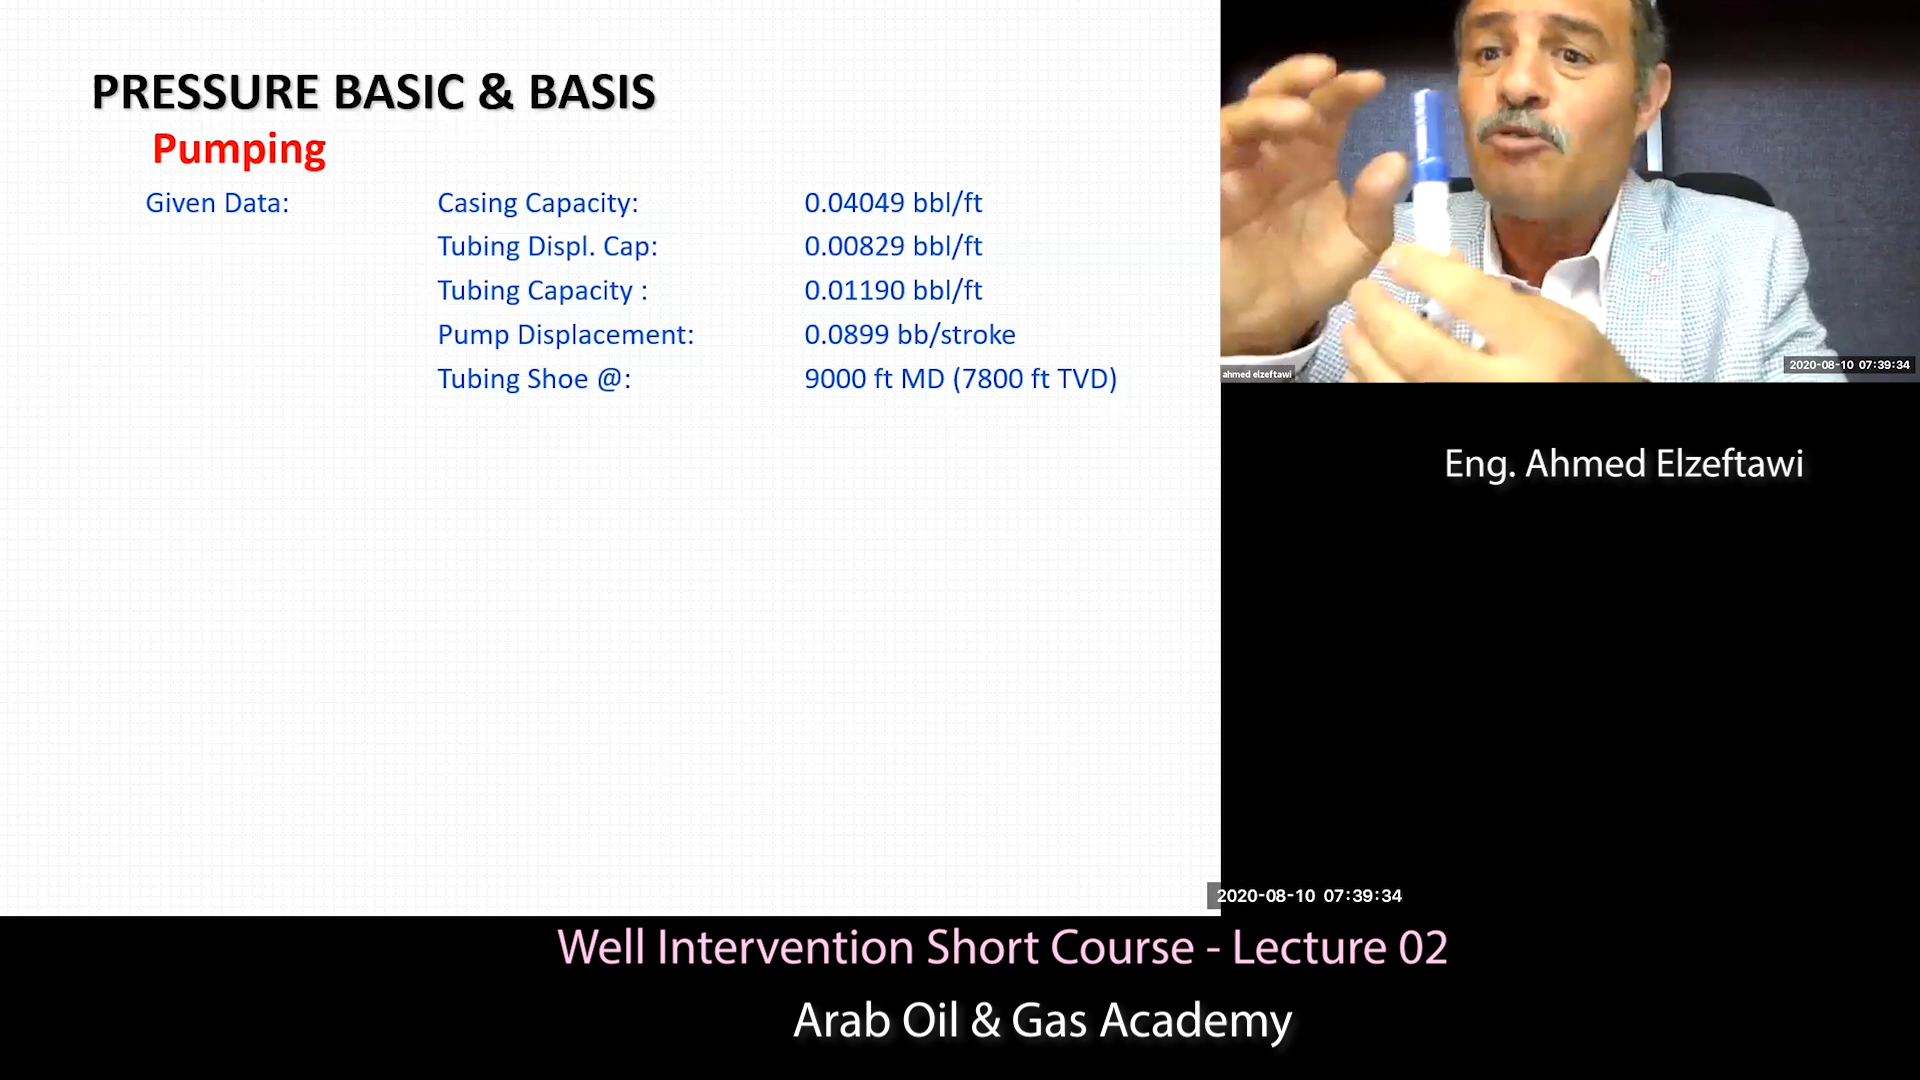 PRESSURE BASIC & BASIS
Pumping
Given Data: Casing Capacity: 0.04049 bbl/ft
Tubing Displ. Cap: 0.00829 bbl/ft
Tubing Capacity : 0.01190 bbl/ft
Pump Displacement: 0.0899 bb/stroke
Tubing Shoe @: 9000 ft MD (7800 ft TVD)
2020-08-10 07:39:34
ahmed elzeftawi
Eng. Ahmed Elzeftawi
2020-08-10 07:39:34
Well Intervention Short Course - Lecture 02
Arab Oil & Gas Academy